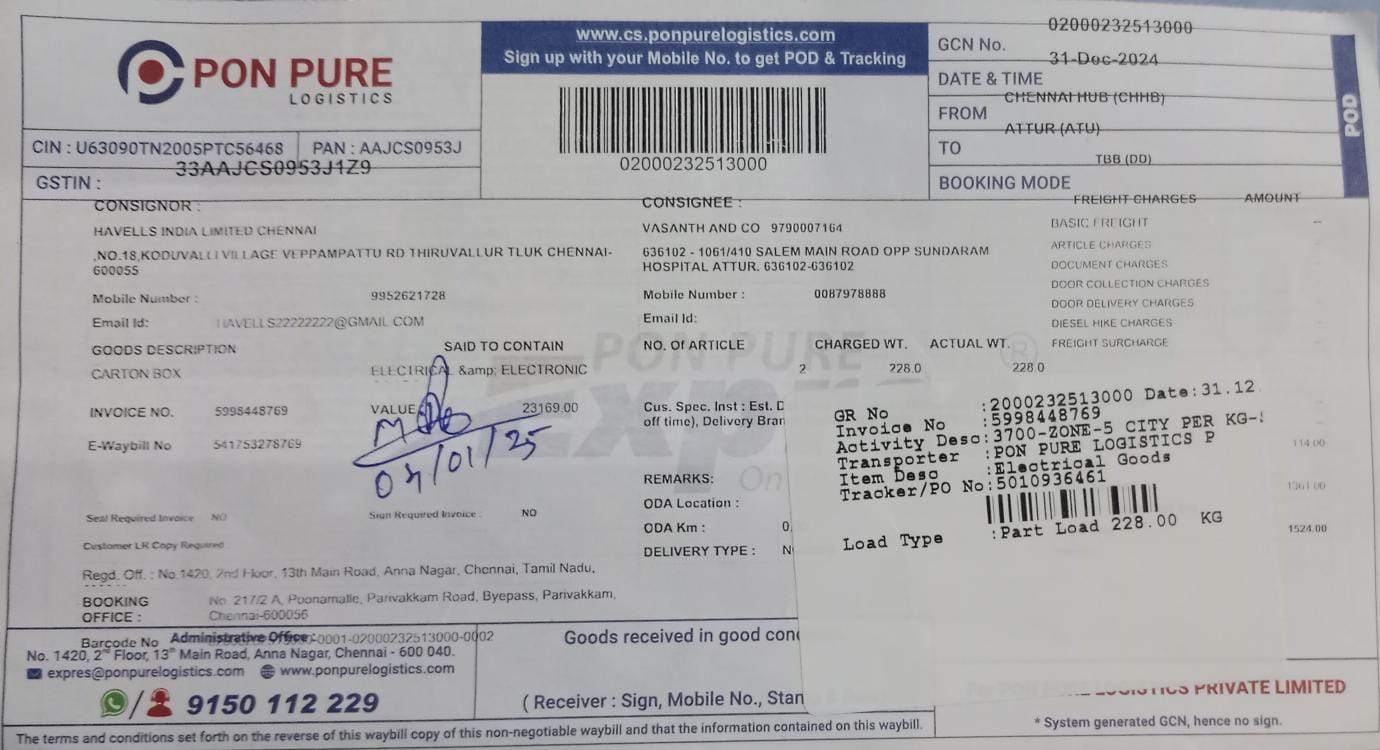 PON PURE
LOGISTICS
www.cs.ponpurelogistics.com
Sign up with your Mobile No. to get POD & Tracking
02000232513000
GCN No. 02000232513000
DATE & TIME 31-Dec-2024
FROM CHENNAI HUB (CHHB)
TO ATTUR (ATU)
BOOKING MODE TBB (DD)
POD
CIN : U63090TN2005PTC56468 PAN : AAJCS0953J
GSTIN : 33AAJCS0953J1Z9
CONSIGNOR :
HAVELLS INDIA LIMITED CHENNAI
,NO.18,KODUVALLI VILLAGE VEPPAMPATTU RD THIRUVALLUR TLUK CHENNAI-
600055
Mobile Number : 9952621728
Email Id: HAVELLS22222222@GMAIL COM
CONSIGNEE :
VASANTH AND CO 9790007164
636102 - 1061/410 SALEM MAIN ROAD OPP SUNDARAM
HOSPITAL ATTUR. 636102-636102
Mobile Number : 0087978888
Email Id:
FREIGHT CHARGES AMOUNT
BASIC FREIGHT --
ARTICLE CHARGES
DOCUMENT CHARGES
DOOR COLLECTION CHARGES
DOOR DELIVERY CHARGES
DIESEL HIKE CHARGES
FREIGHT SURCHARGE
114.00
1361 00
1524.00
GOODS DESCRIPTION SAID TO CONTAIN NO. OF ARTICLE CHARGED WT. ACTUAL WT.
CARTON BOX ELECTRICAL &amp; ELECTRONIC 2 228.0 228.0
PON PURE
INVOICE NO. 5998448769 VALUE 23169.00
E-Waybill No 541753278769
04/01/25
Cus. Spec. Inst : Est. D
off time), Delivery Bran
REMARKS:
On
ODA Location :
ODA Km : 0.
DELIVERY TYPE : N
GR No :2000232513000 Date:31.12
Invoice No :5998448769
Activity Desc:3700-ZONE-5 CITY PER KG-
Transporter :PON PURE LOGISTICS P
Item Desc :Electrical Goods
Tracker/PO No:5010936461
Load Type :Part Load 228.00 KG
Seal Required Invoice NO Sign Required Invoice : NO
Customer LR Copy Required
Regd. Off. : No.1420, 2nd Floor, 13th Main Road, Anna Nagar, Chennai, Tamil Nadu,
BOOKING OFFICE : No. 217/2 A, Poonamalle, Parivakkam Road, Byepass, Parivakkam,
Chennai-600056
Barcode No -0001-02000232513000-0002
Administrative Office:
No. 1420, 2nd Floor, 13th Main Road, Anna Nagar, Chennai - 600 040.
expres@ponpurelogistics.com www.ponpurelogistics.com
9150 112 229
Goods received in good con
( Receiver : Sign, Mobile No., Stan
LOGISTICS PRIVATE LIMITED
* System generated GCN, hence no sign.
The terms and conditions set forth on the reverse of this waybill copy of this non-negotiable waybill and that the information contained on this waybill.